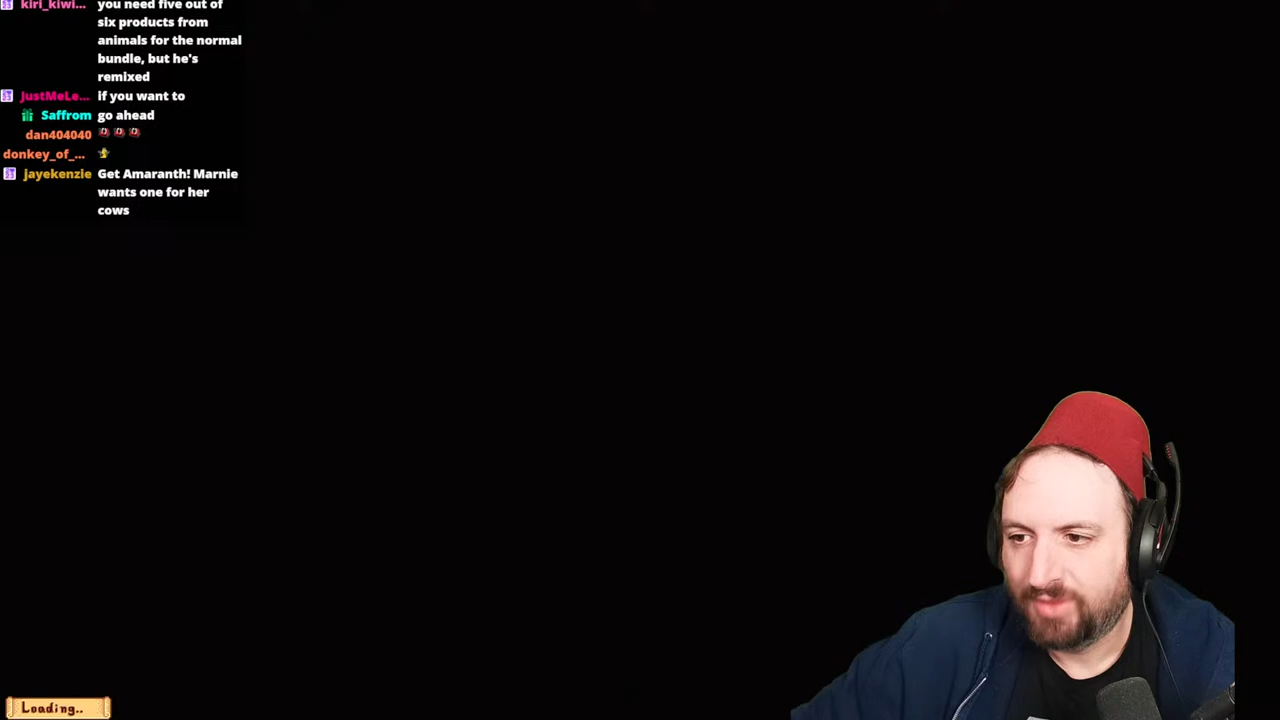 kiri_kiwi... you need five out of
six products from
animals for the normal
bundle, but he's
remixed
JustMeLe... if you want to
Saffrom go ahead
dan404040
donkey_of_...
jayekenzie Get Amaranth! Marnie
wants one for her
cows
Loading..